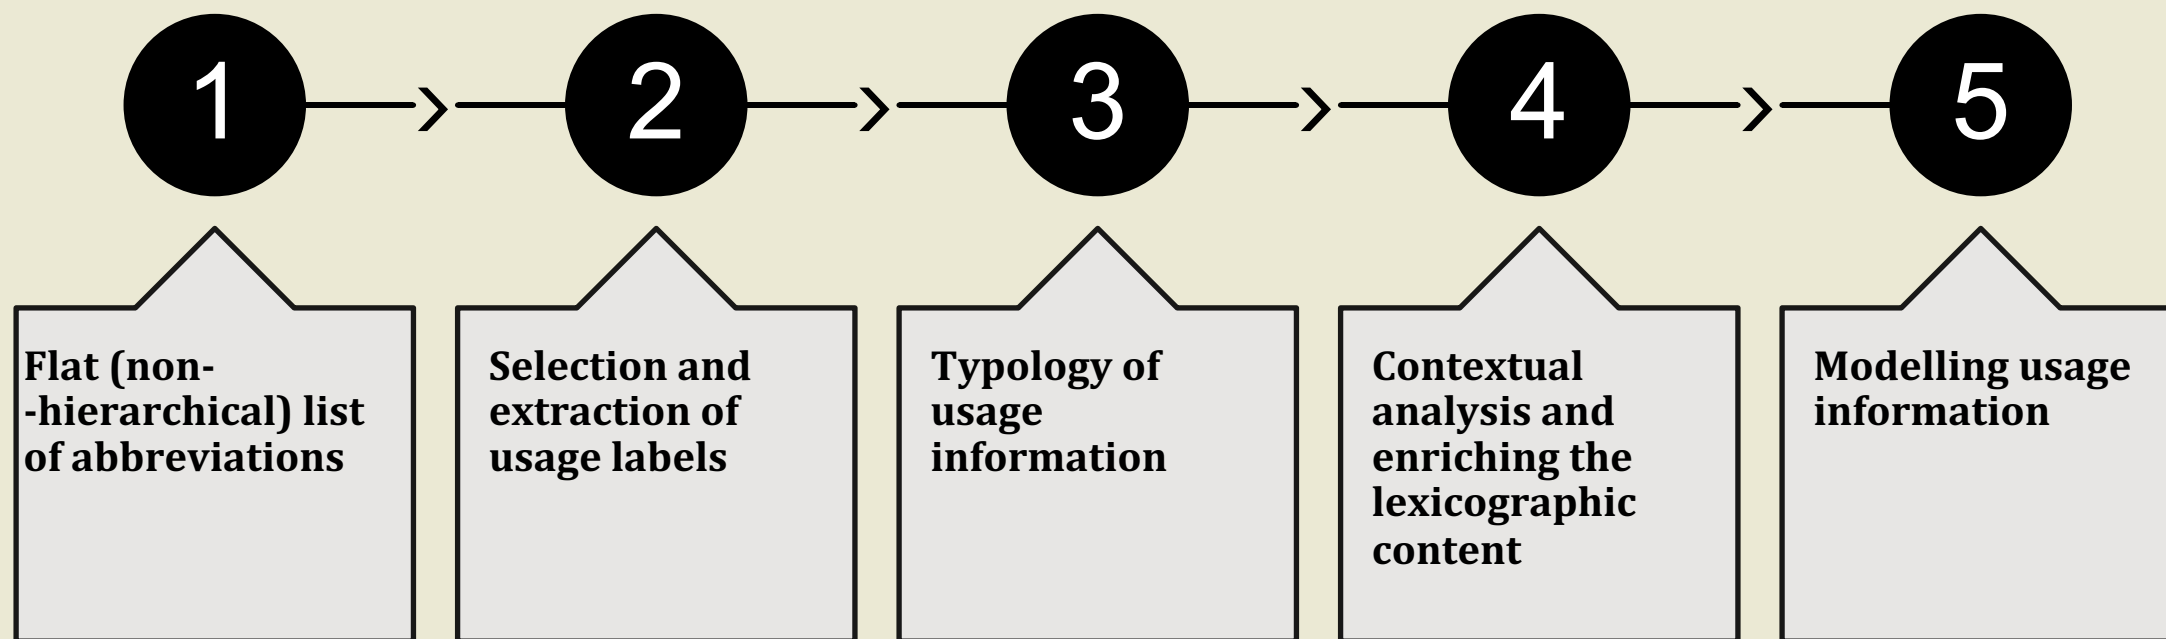 1
2
3
4
5
Flat (non-
-hierarchical) list
of abbreviations
Selection and
extraction of
usage labels
Typology of
usage
information
Contextual
analysis and
enriching the
lexicographic
content
Modelling usage
information